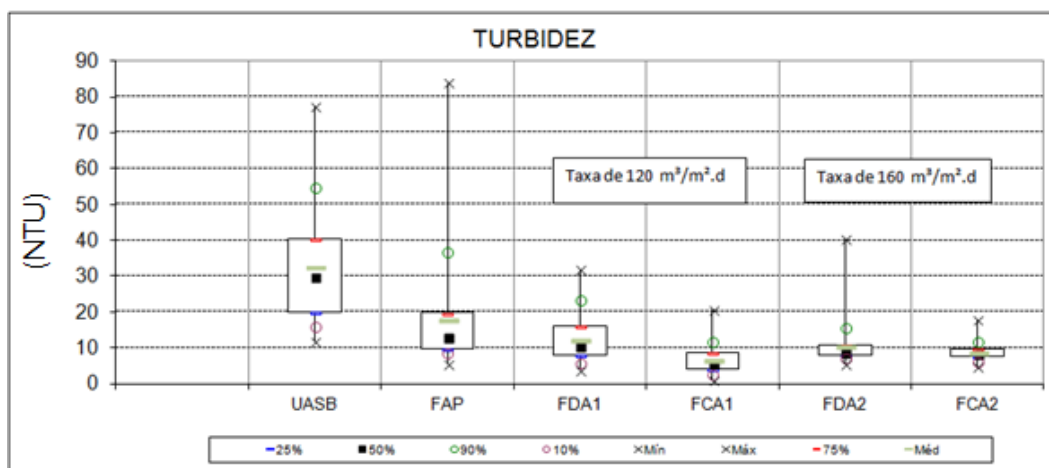 TURBIDEZ
(NTU)
90
80
70
60
50
40
30
20
10
0
Taxa de 120 m³/m².d
Taxa de 160 m³/m².d
UASB FAP FDA1 FCA1 FDA2 FCA2
25% 50% 90% 10% Mín Máx 75% Méd